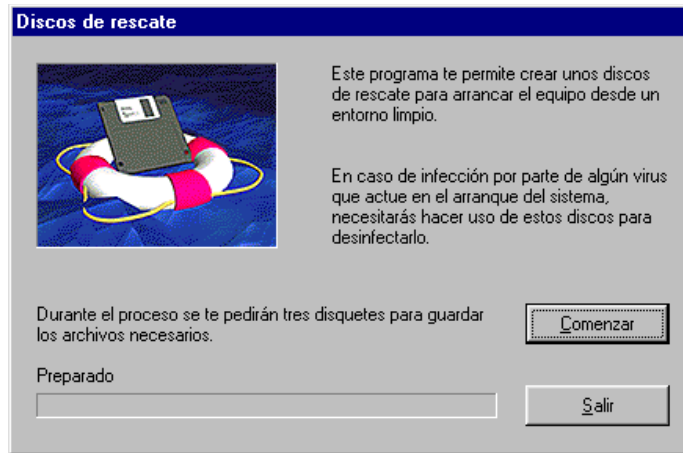 Discos de rescate
Este programa te permite crear unos discos
de rescate para arrancar el equipo desde un
entorno limpio.
En caso de infección por parte de algún virus
que actue en el arranque del sistema,
necesitarás hacer uso de estos discos para
desinfectarlo.
Durante el proceso se te pedirán tres disquetes para guardar
los archivos necesarios.
Comenzar
Preparado
Salir